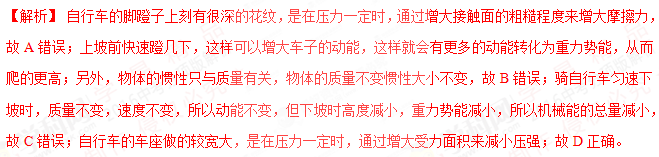 【解析】自行车的脚蹬子上刻有很深的花纹，是在压力一定时，通过增大接触面的粗糙程度来增大摩擦力，
故 A 错误；上坡前快速蹬几下，这样可以增大车子的动能，这样就会有更多的动能转化为重力势能，从而
爬的更高；另外，物体的惯性只与质量有关，物体的质量不变惯性大小不变，故 B 错误；骑自行车匀速下
坡时，质量不变，速度不变，所以动能不变，但下坡时高度减小，重力势能减小，所以机械能的总量减小，
故 C 错误；自行车的车座做的较宽大，是在压力一定时，通过增大受力面积来减小压强；故 D 正确。